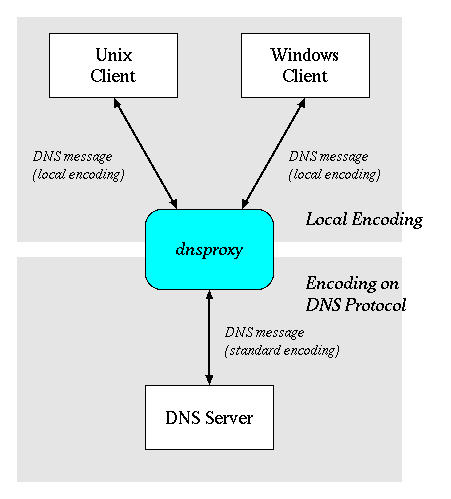 Unix
Client
Windows
Client
DNS message
(local encoding)
DNS message
(local encoding)
Local Encoding
dnsproxy
Encoding on
DNS Protocol
DNS message
(standard encoding)
DNS Server